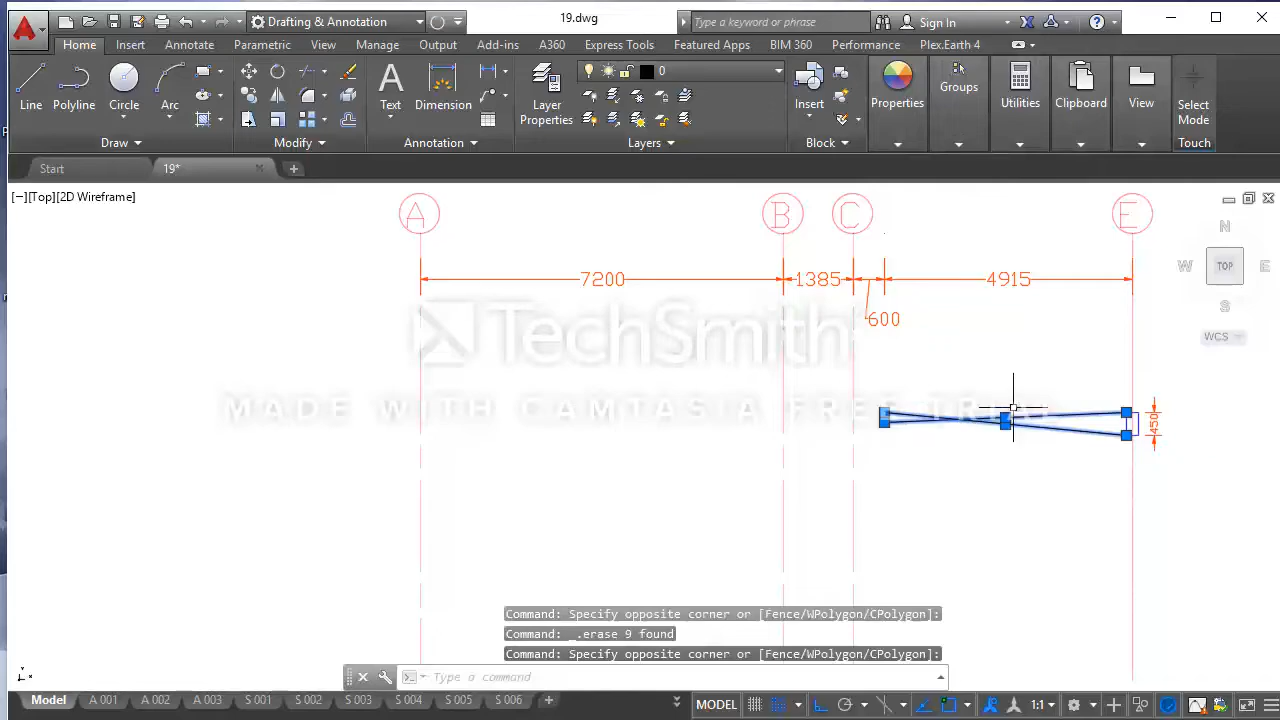 Drafting & Annotation
19.dwg
Type a keyword or phrase
Sign In
Home Insert Annotate Parametric View Manage Output Add-ins A360 Express Tools Featured Apps BIM 360 Performance Plex.Earth 4
Line Polyline Circle Arc
Text Dimension
Layer Properties
0
Insert
Properties Groups Utilities Clipboard View
Select Mode
Draw Modify Annotation Layers Block Touch
Start 19*
[−][Top][2D Wireframe]
A B C E
N
W TOP E
S
WCS
7200 1385 4915
600
TechSmith
MADE WITH CAMTASIA FREE TRIAL
450
Command: Specify opposite corner or [Fence/WPolygon/CPolygon]:
Command: _.erase 9 found
Command: Specify opposite corner or [Fence/WPolygon/CPolygon]:
Type a command
Model A 001 A 002 A 003 S 001 S 002 S 003 S 004 S 005 S 006
MODEL 1:1